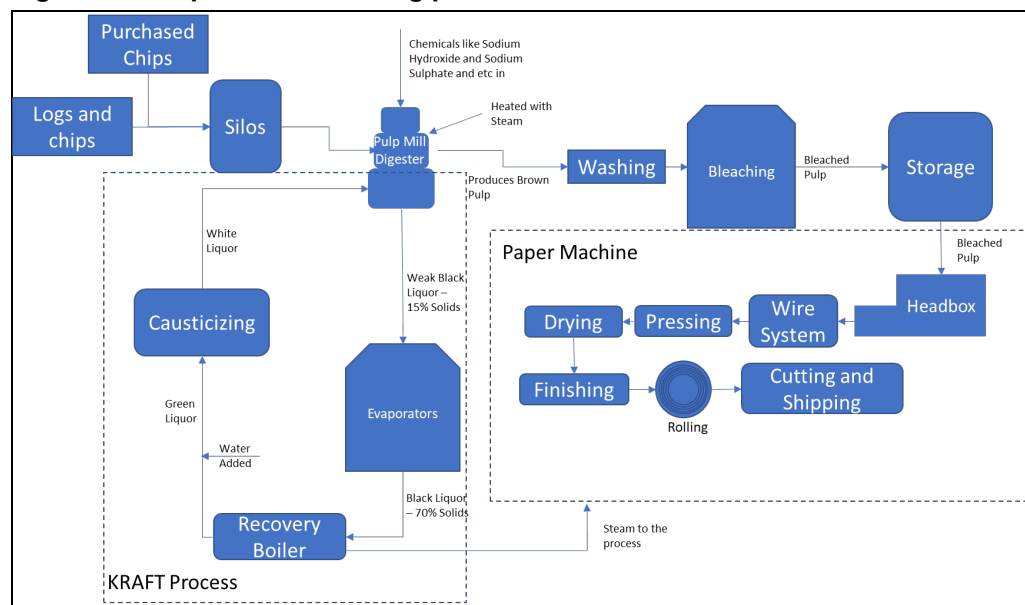 Purchased
Chips
Logs and
chips
Silos
Chemicals like Sodium
Hydroxide and Sodium
Sulphate and etc in
Heated with
Steam
Pulp Mill
Digester
Produces Brown
Pulp
Washing
Bleaching
Bleached
Pulp
Storage
Bleached
Pulp
White
Liquor
Weak Black
Liquor –
15% Solids
Causticizing
Evaporators
Green
Liquor
Water
Added
Black Liquor
– 70% Solids
Recovery
Boiler
Steam to the
process
KRAFT Process
Paper Machine
Headbox
Wire
System
Pressing
Drying
Finishing
Rolling
Cutting and
Shipping